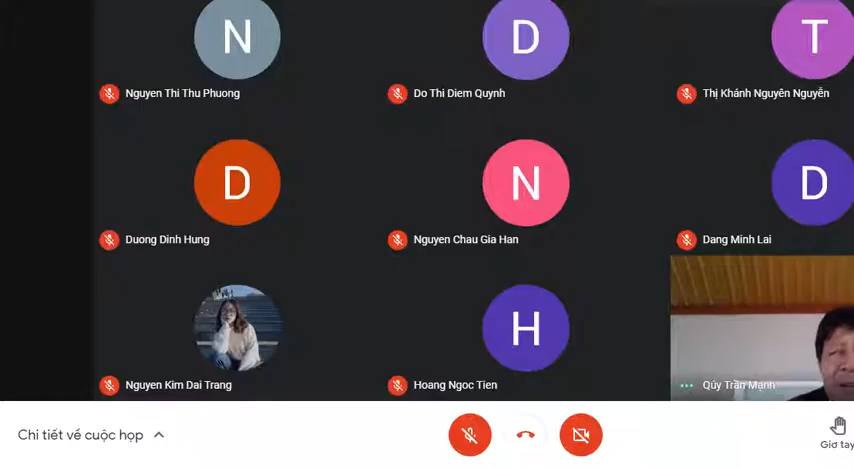 N
D
T
Nguyen Thi Thu Phuong
Do Thi Diem Quynh
Thị Khánh Nguyên Nguyễn
D
N
D
Duong Dinh Hung
Nguyen Chau Gia Han
Dang Minh Lai
H
Nguyen Kim Dai Trang
Hoang Ngoc Tien
Qúy Trần Mạnh
Chi tiết về cuộc họp
Giơ tay